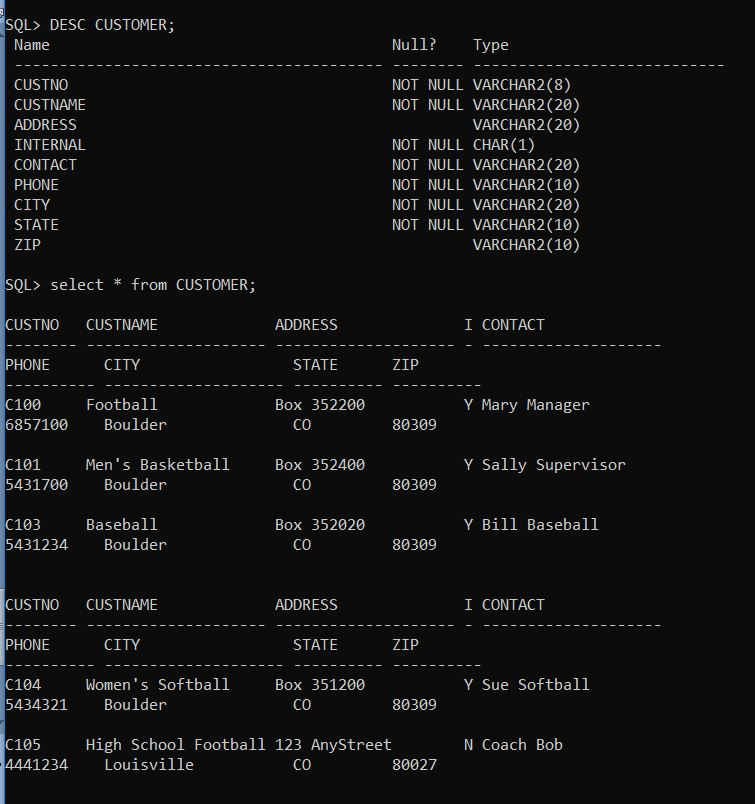 SQL> DESC CUSTOMER;
 Name                                      Null?    Type
 ----------------------------------------- -------- ----------------------------
 CUSTNO                                    NOT NULL VARCHAR2(8)
 CUSTNAME                                  NOT NULL VARCHAR2(20)
 ADDRESS                                            VARCHAR2(20)
 INTERNAL                                  NOT NULL CHAR(1)
 CONTACT                                   NOT NULL VARCHAR2(20)
 PHONE                                     NOT NULL VARCHAR2(10)
 CITY                                      NOT NULL VARCHAR2(20)
 STATE                                     NOT NULL VARCHAR2(10)
 ZIP                                                VARCHAR2(10)
SQL> select * from CUSTOMER;
CUSTNO   CUSTNAME             ADDRESS              I CONTACT
-------- -------------------- -------------------- - --------------------
PHONE      CITY                 STATE      ZIP
---------- -------------------- ---------- ----------
C100     Football             Box 352200           Y Mary Manager
6857100    Boulder              CO         80309
C101     Men's Basketball     Box 352400           Y Sally Supervisor
5431700    Boulder              CO         80309
C103     Baseball             Box 352020           Y Bill Baseball
5431234    Boulder              CO         80309
CUSTNO   CUSTNAME             ADDRESS              I CONTACT
-------- -------------------- -------------------- - --------------------
PHONE      CITY                 STATE      ZIP
---------- -------------------- ---------- ----------
C104     Women's Softball     Box 351200           Y Sue Softball
5434321    Boulder              CO         80309
C105     High School Football 123 AnyStreet        N Coach Bob
4441234    Louisville           CO         80027